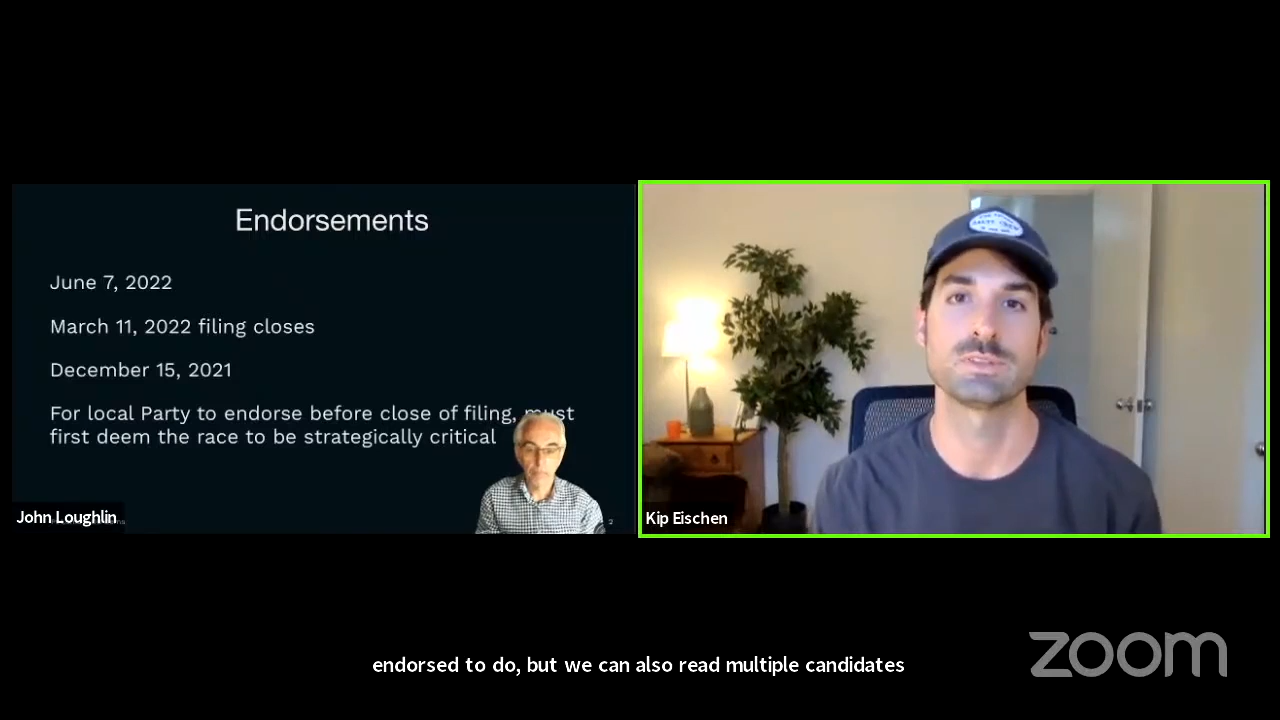 Endorsements
June 7, 2022
March 11, 2022 filing closes
December 15, 2021
For local Party to endorse before close of filing, must
first deem the race to be strategically critical
2
John Loughlin
Kip Eischen
endorsed to do, but we can also read multiple candidates
zoom